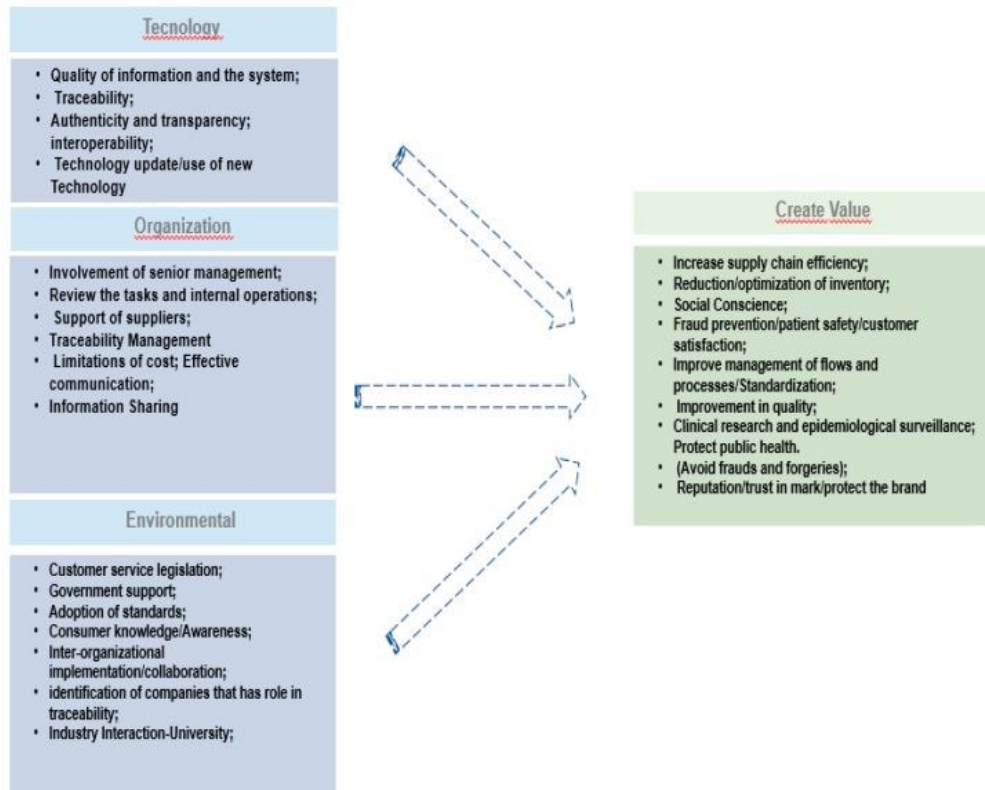 Tecnology
• Quality of information and the system;
• Traceability;
• Authenticity and transparency;
interoperability;
• Technology update/use of new
Technology
Organization
• Involvement of senior management;
• Review the tasks and internal operations;
• Support of suppliers;
• Traceability Management
• Limitations of cost; Effective
communication;
• Information Sharing
Environmental
• Customer service legislation;
• Government support;
• Adoption of standards;
• Consumer knowledge/Awareness;
• Inter-organizational
implementation/collaboration;
• identification of companies that has role in
traceability;
• Industry Interaction-University;
Create Value
• Increase supply chain efficiency;
• Reduction/optimization of inventory;
• Social Conscience;
• Fraud prevention/patient safety/customer
satisfaction;
• Improve management of flows and
processes/Standardization;
• Improvement in quality;
• Clinical research and epidemiological surveillance;
Protect public health.
• (Avoid frauds and forgeries);
• Reputation/trust in mark/protect the brand